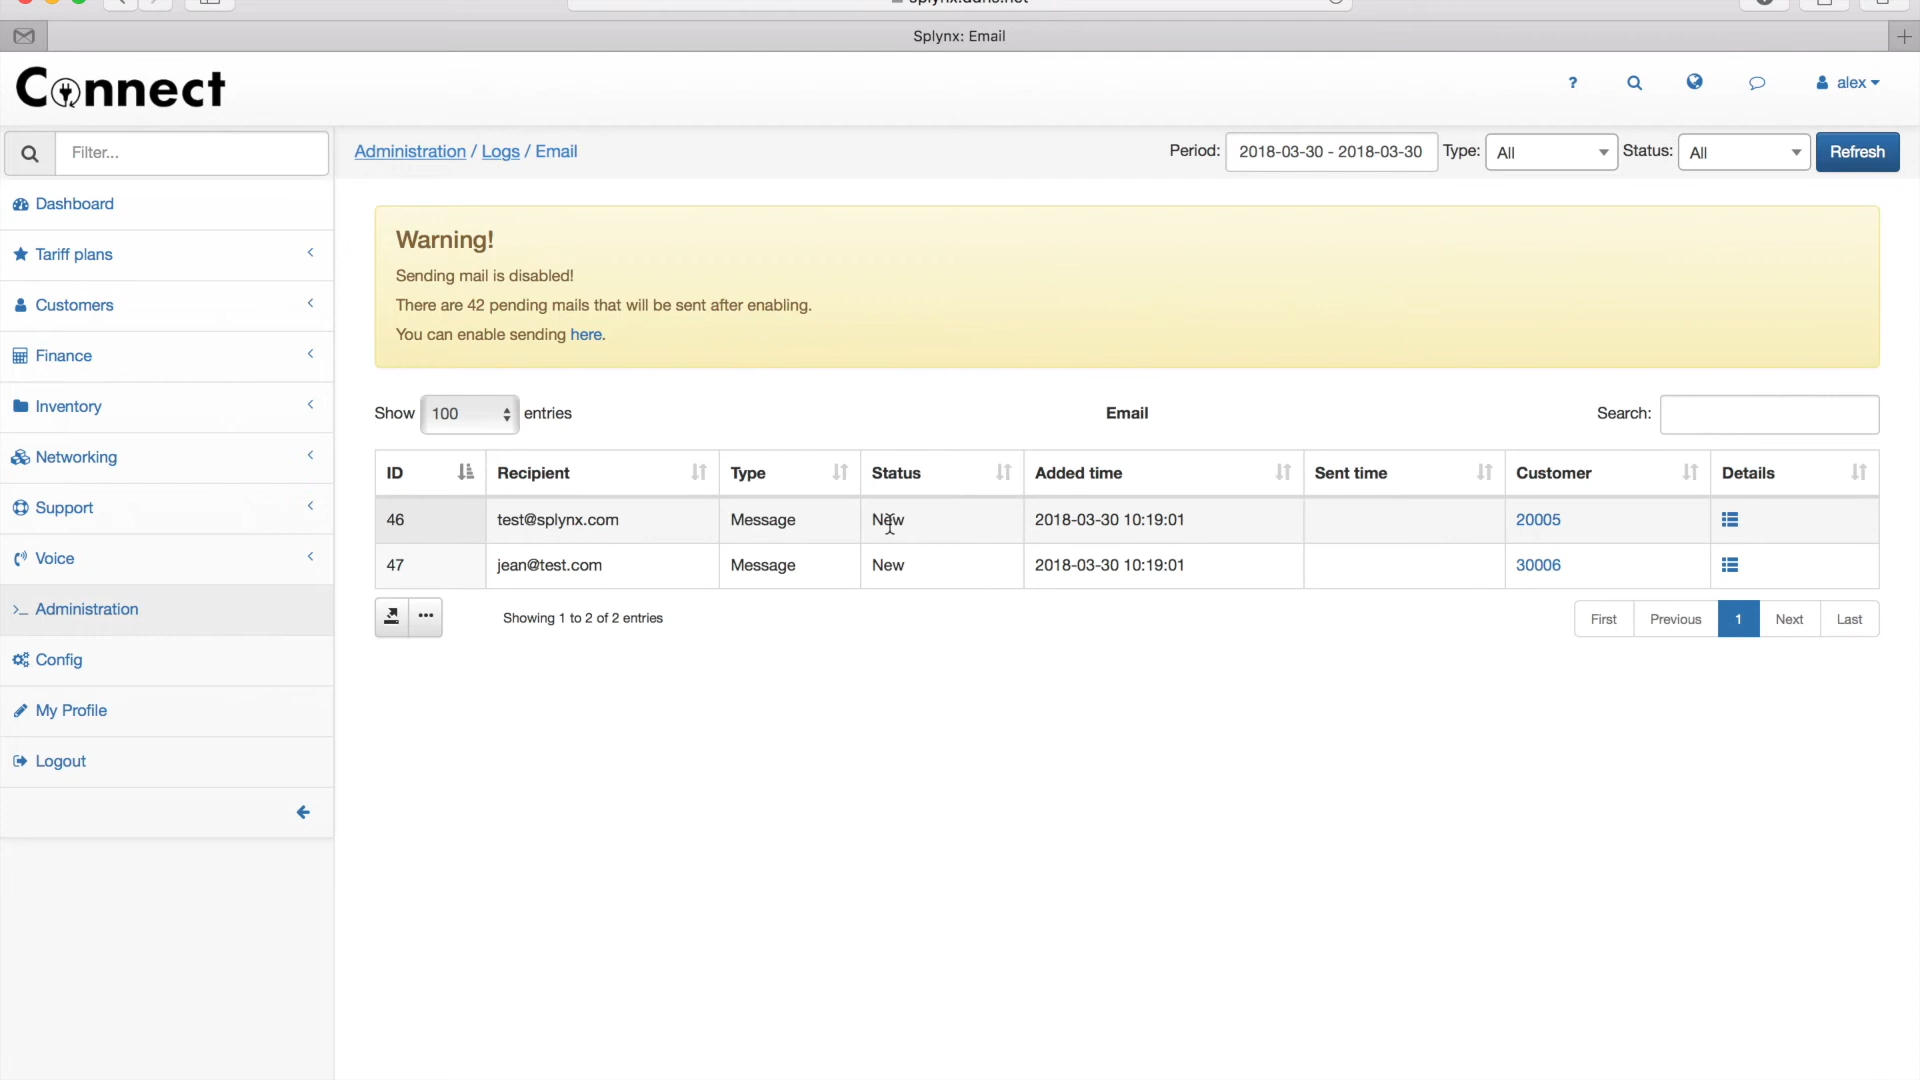 Splynx: Email
Connect
?
alex
Filter...
Administration / Logs / Email
Period: 2018-03-30 - 2018-03-30 Type: All Status: All Refresh
Dashboard
Tariff plans
Customers
Finance
Inventory
Networking
Support
Voice
>_ Administration
Config
My Profile
Logout
Warning!
Sending mail is disabled!
There are 42 pending mails that will be sent after enabling.
You can enable sending here.
Show 100 entries
Email
Search:
ID Recipient Type Status Added time Sent time Customer Details
46 test@splynx.com Message New 2018-03-30 10:19:01 20005
47 jean@test.com Message New 2018-03-30 10:19:01 30006
Showing 1 to 2 of 2 entries
First Previous 1 Next Last